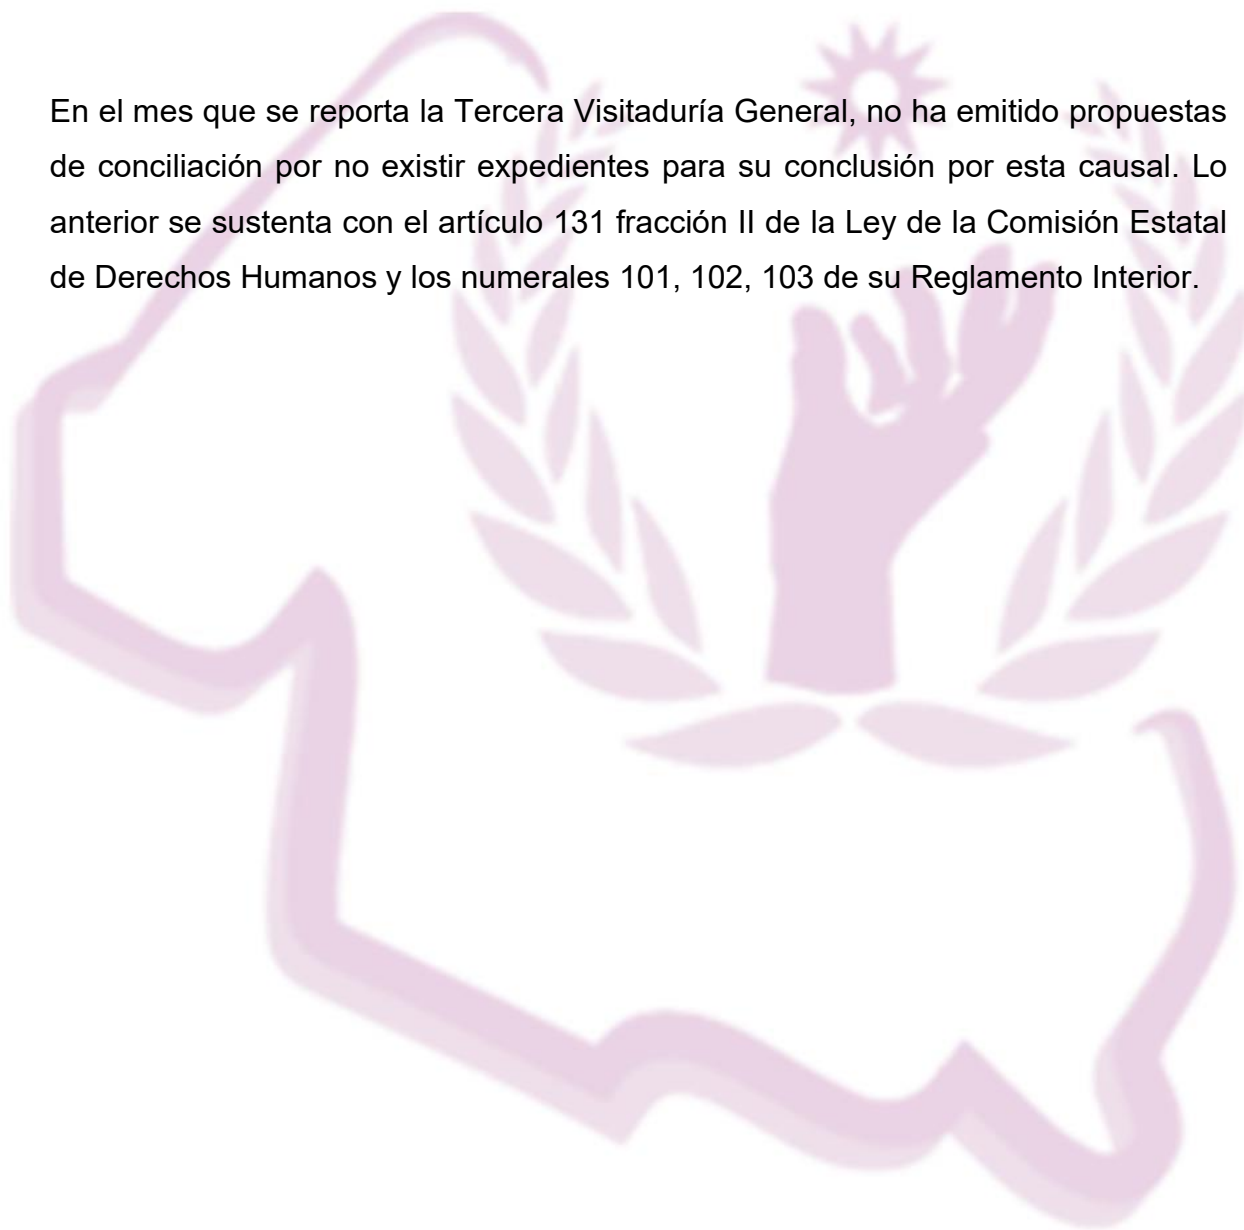 En el mes que se reporta la Tercera Visitaduría General, no ha emitido propuestas
de conciliación por no existir expedientes para su conclusión por esta causal. Lo
anterior se sustenta con el artículo 131 fracción II de la Ley de la Comisión Estatal
de Derechos Humanos y los numerales 101, 102, 103 de su Reglamento Interior.